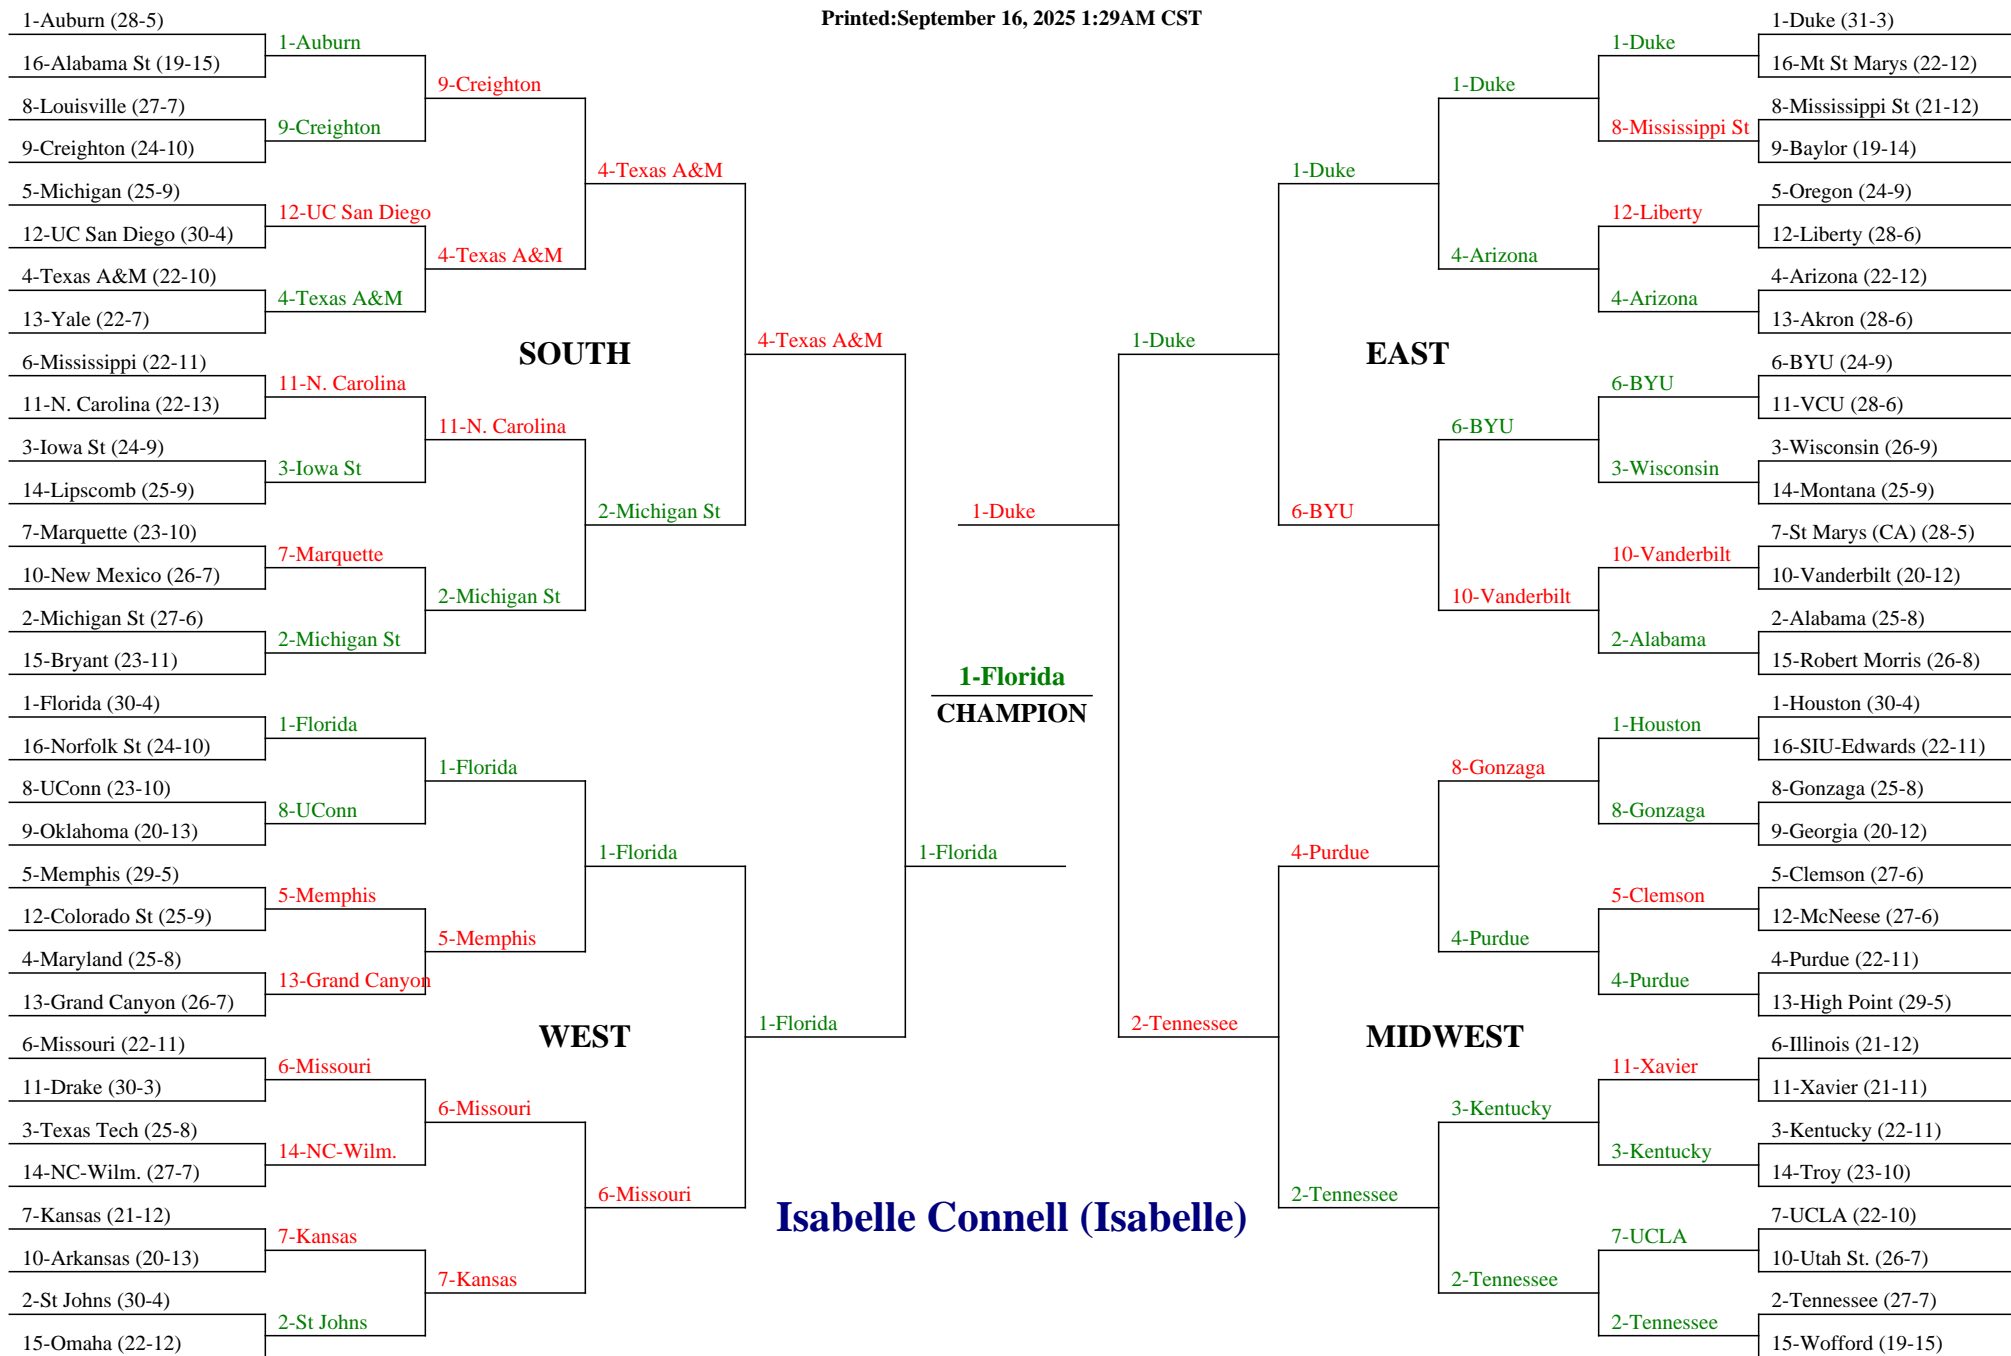 Printed:September 16, 2025 1:29AM CST
1-Auburn (28-5)
16-Alabama St (19-15)
8-Louisville (27-7)
9-Creighton (24-10)
5-Michigan (25-9)
12-UC San Diego (30-4)
4-Texas A&M (22-10)
13-Yale (22-7)
6-Mississippi (22-11)
11-N. Carolina (22-13)
3-Iowa St (24-9)
14-Lipscomb (25-9)
7-Marquette (23-10)
10-New Mexico (26-7)
2-Michigan St (27-6)
15-Bryant (23-11)
1-Florida (30-4)
16-Norfolk St (24-10)
8-UConn (23-10)
9-Oklahoma (20-13)
5-Memphis (29-5)
12-Colorado St (25-9)
4-Maryland (25-8)
13-Grand Canyon (26-7)
6-Missouri (22-11)
11-Drake (30-3)
3-Texas Tech (25-8)
14-NC-Wilm. (27-7)
7-Kansas (21-12)
10-Arkansas (20-13)
2-St Johns (30-4)
15-Omaha (22-12)
1-Auburn
9-Creighton
12-UC San Diego
4-Texas A&M
11-N. Carolina
3-Iowa St
7-Marquette
2-Michigan St
1-Florida
8-UConn
5-Memphis
13-Grand Canyon
6-Missouri
14-NC-Wilm.
7-Kansas
2-St Johns
9-Creighton
4-Texas A&M
11-N. Carolina
2-Michigan St
1-Florida
5-Memphis
6-Missouri
7-Kansas
4-Texas A&M
2-Michigan St
1-Florida
6-Missouri
SOUTH
WEST
4-Texas A&M
1-Florida
1-Florida
1-Duke
1-Florida
CHAMPION
Isabelle Connell (Isabelle)
1-Duke
2-Tennessee
EAST
MIDWEST
1-Duke
6-BYU
4-Purdue
2-Tennessee
1-Duke
4-Arizona
6-BYU
10-Vanderbilt
8-Gonzaga
4-Purdue
3-Kentucky
2-Tennessee
1-Duke
8-Mississippi St
12-Liberty
4-Arizona
6-BYU
3-Wisconsin
10-Vanderbilt
2-Alabama
1-Houston
8-Gonzaga
5-Clemson
4-Purdue
11-Xavier
3-Kentucky
7-UCLA
2-Tennessee
1-Duke (31-3)
16-Mt St Marys (22-12)
8-Mississippi St (21-12)
9-Baylor (19-14)
5-Oregon (24-9)
12-Liberty (28-6)
4-Arizona (22-12)
13-Akron (28-6)
6-BYU (24-9)
11-VCU (28-6)
3-Wisconsin (26-9)
14-Montana (25-9)
7-St Marys (CA) (28-5)
10-Vanderbilt (20-12)
2-Alabama (25-8)
15-Robert Morris (26-8)
1-Houston (30-4)
16-SIU-Edwards (22-11)
8-Gonzaga (25-8)
9-Georgia (20-12)
5-Clemson (27-6)
12-McNeese (27-6)
4-Purdue (22-11)
13-High Point (29-5)
6-Illinois (21-12)
11-Xavier (21-11)
3-Kentucky (22-11)
14-Troy (23-10)
7-UCLA (22-10)
10-Utah St. (26-7)
2-Tennessee (27-7)
15-Wofford (19-15)